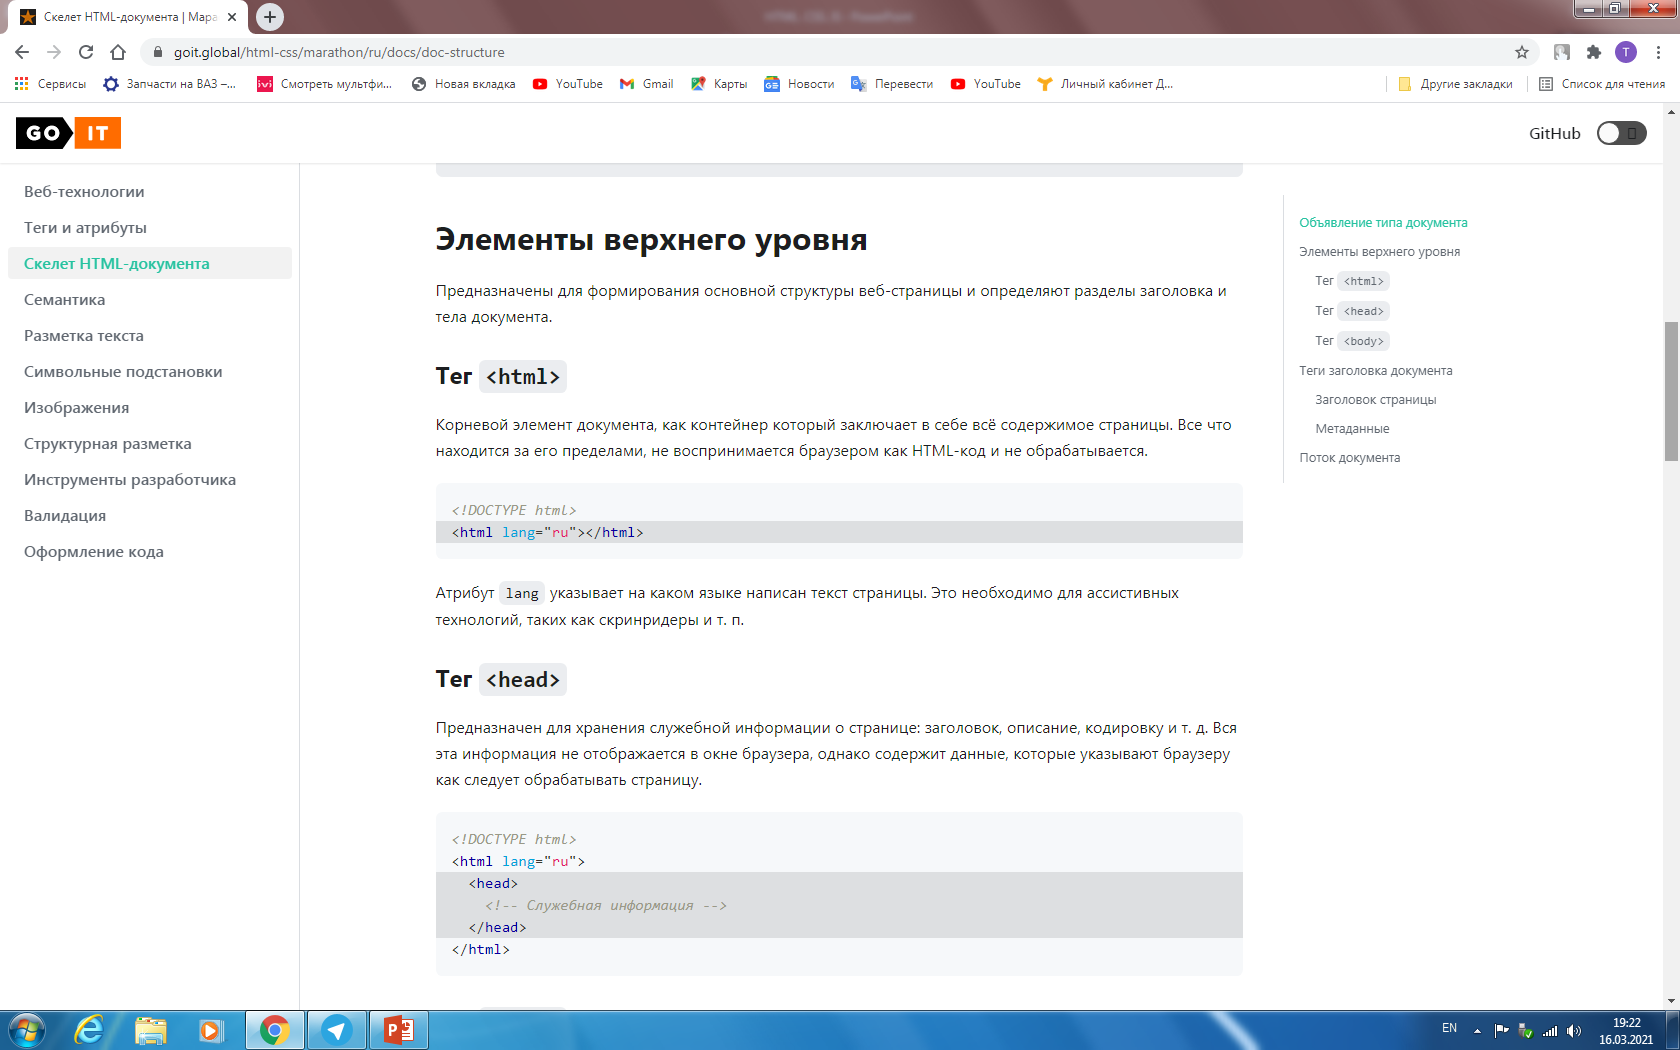 Скелет HTML-документа | Мара
goit.global/html-css/marathon/ru/docs/doc-structure
T
Сервисы
Запчасти на ВАЗ –...
ivi
Смотреть мультфи...
Новая вкладка
YouTube
Gmail
Карты
Новости
Перевести
YouTube
Личный кабинет Д...
Другие закладки
Список для чтения
GO IT
GitHub
Веб-технологии
Теги и атрибуты
Скелет HTML-документа
Семантика
Разметка текста
Символьные подстановки
Изображения
Структурная разметка
Инструменты разработчика
Валидация
Оформление кода
Элементы верхнего уровня
Предназначены для формирования основной структуры веб-страницы и определяют разделы заголовка и
тела документа.
Тег <html>
Корневой элемент документа, как контейнер который заключает в себе всё содержимое страницы. Все что
находится за его пределами, не воспринимается браузером как HTML-код и не обрабатывается.
<!DOCTYPE html>
<html lang="ru"></html>
Атрибут lang указывает на каком языке написан текст страницы. Это необходимо для ассистивных
технологий, таких как скринридеры и т. п.
Тег <head>
Предназначен для хранения служебной информации о странице: заголовок, описание, кодировку и т. д. Вся
эта информация не отображается в окне браузера, однако содержит данные, которые указывают браузеру
как следует обрабатывать страницу.
<!DOCTYPE html>
<html lang="ru">
<head>
<!-- Служебная информация -->
</head>
</html>
Объявление типа документа
Элементы верхнего уровня
Тег <html>
Тег <head>
Тег <body>
Теги заголовка документа
Заголовок страницы
Метаданные
Поток документа
EN
19:22
16.03.2021